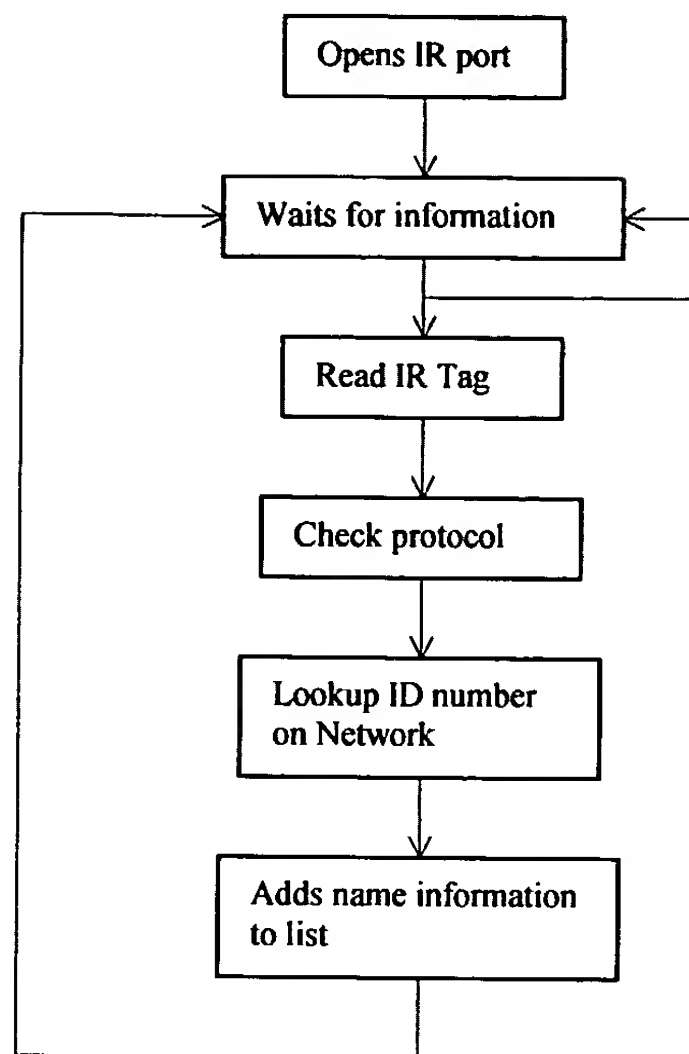 Opens IR port
Waits for information
Read IR Tag
Check protocol
Lookup ID number
on Network
Adds name information
to list